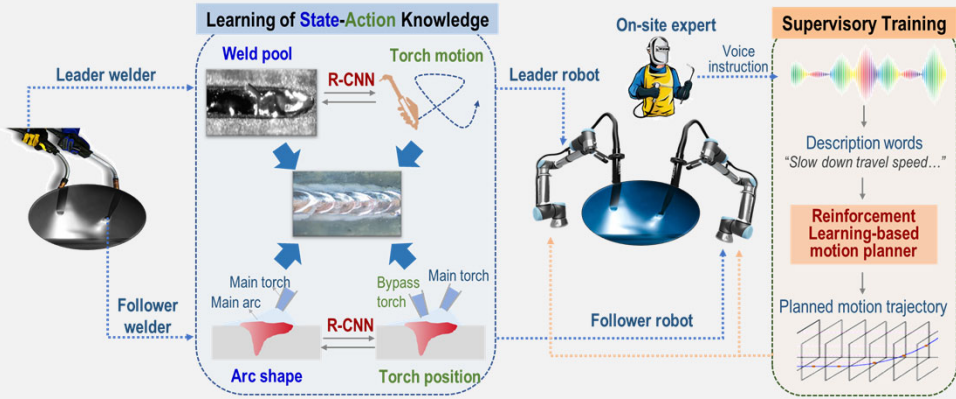 Learning of State-Action Knowledge
Leader welder
Follower
welder
Weld pool
R-CNN
Torch motion
Main torch
Main arc
Bypass
torch
Main torch
R-CNN
Arc shape
Torch position
Leader robot
On-site expert
Follower robot
Voice
instruction
Supervisory Training
Description words
“Slow down travel speed…”
Reinforcement
Learning-based
motion planner
Planned motion trajectory